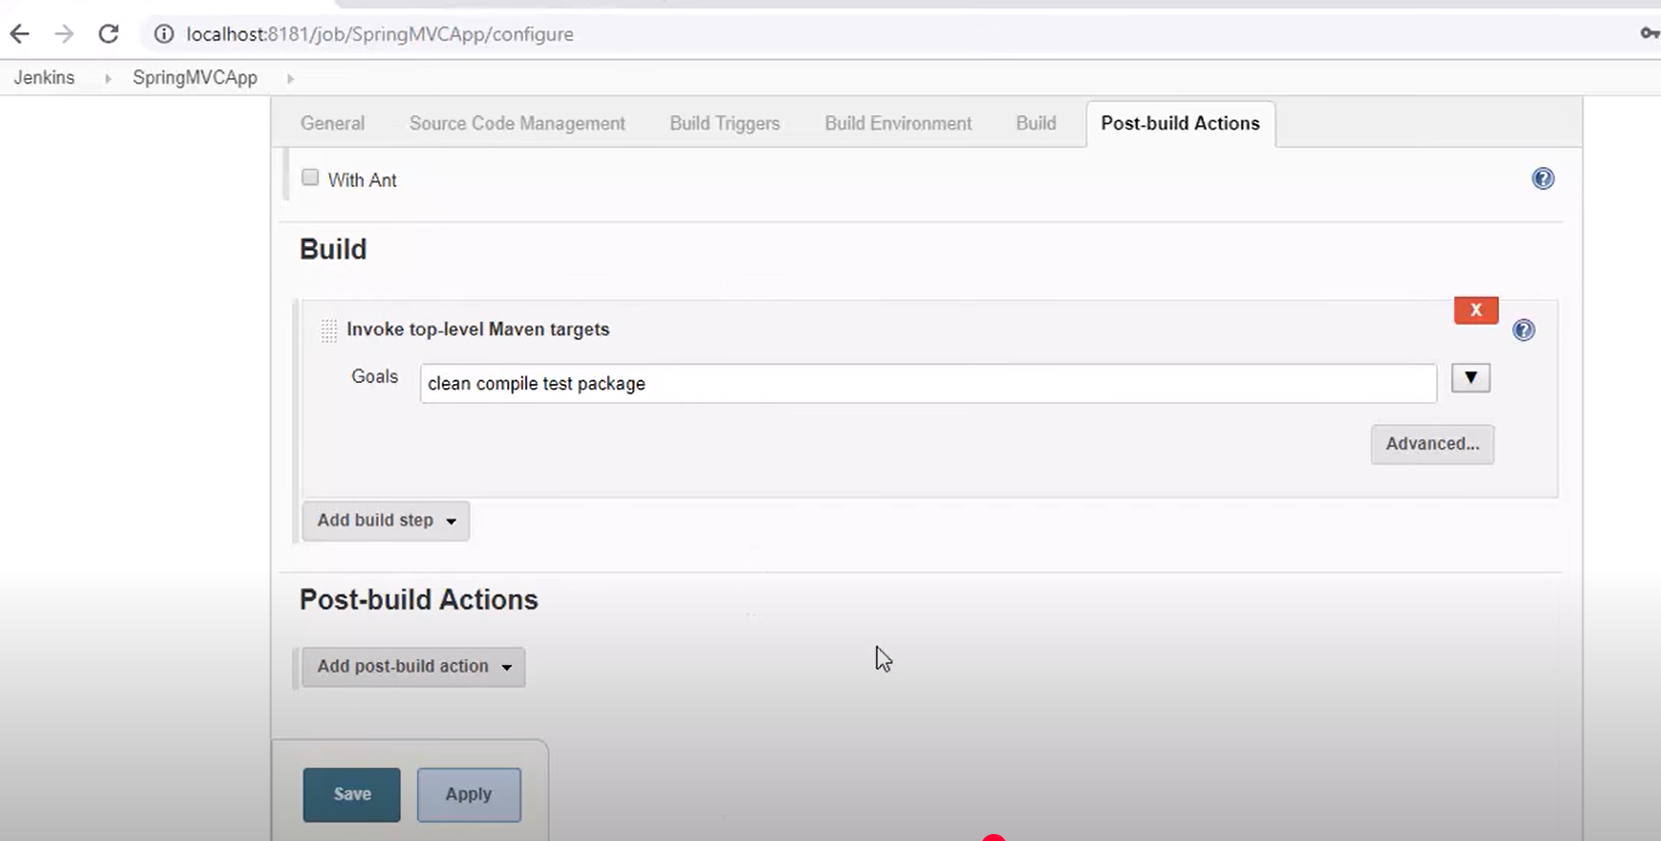 localhost:8181/job/SpringMVCApp/configure
Jenkins SpringMVCApp
General Source Code Management Build Triggers Build Environment Build Post-build Actions
With Ant
Build
X
Invoke top-level Maven targets
Goals clean compile test package
Advanced...
Add build step
Post-build Actions
Add post-build action
Save Apply